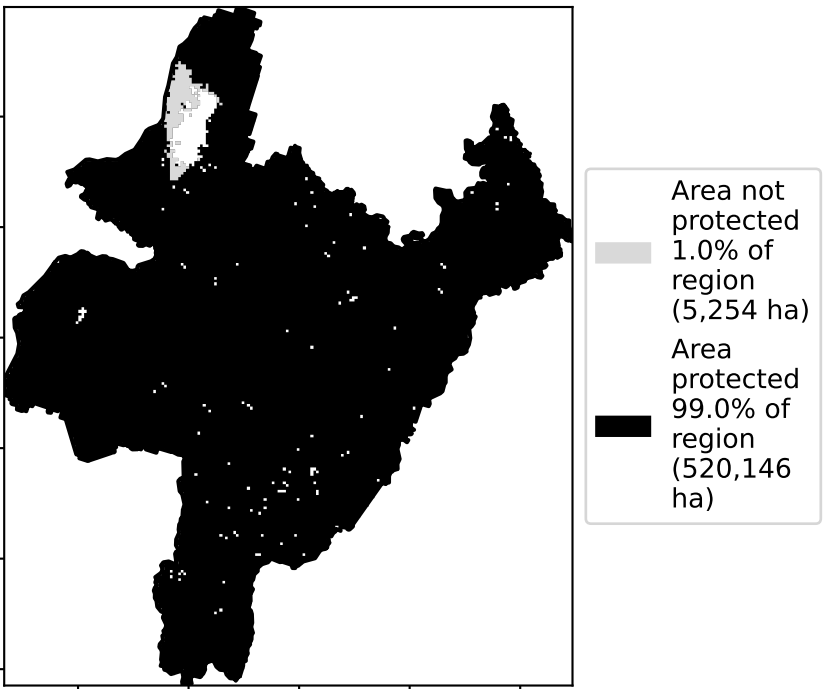 Area not
protected
1.0% of
region
(5,254 ha)
Area
protected
99.0% of
region
(520,146
ha)